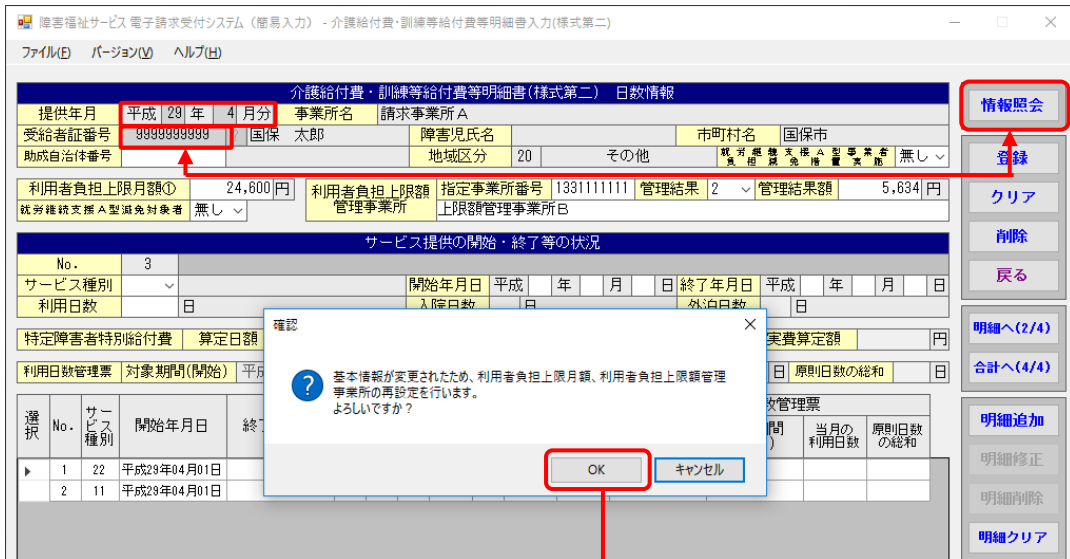 障害福祉サービス 電子請求受付システム (簡易入力) - 介護給付費・訓練等給付費等明細書入力(様式第二)
ファイル(F) バージョン(V) ヘルプ(H)
介護給付費・訓練等給付費等明細書(様式第二) 日数情報
提供年月 平成 29 年 4 月分 事業所名 請求事業所A
受給者証番号 9999999999 国保 太郎 障害児氏名 市町村名 国保市
助成自治体番号 地域区分 20 その他 就労継続支援A型事業者負担減免措置実施 無し
利用者負担上限月額① 24,600 円 利用者負担上限額管理事業所 指定事業所番号 1331111111 管理結果 2 管理結果額 5,634 円
就労継続支援A型減免対象者 無し 上限額管理事業所B
サービス提供の開始・終了等の状況
No. 3
サービス種別 開始年月日 平成 年 月 日 終了年月日 平成 年 月 日
利用日数 日 入院日数 日 外泊日数 日
特定障害者特別給付費 算定日額 実費算定額 円
利用日数管理票 対象期間(開始) 平成 日 原則日数の総和 日
選択 No. サービス種別 開始年月日 終 数管理票
間) 当月の利用日数 原則日数の総和
1 22 平成29年04月01日
2 11 平成29年04月01日
確認
基本情報が変更されたため、利用者負担上限月額、利用者負担上限額管理
事業所の再設定を行います。
よろしいですか?
OK キャンセル
情報照会
登録
クリア
削除
戻る
明細へ(2/4)
合計へ(4/4)
明細追加
明細修正
明細削除
明細クリア